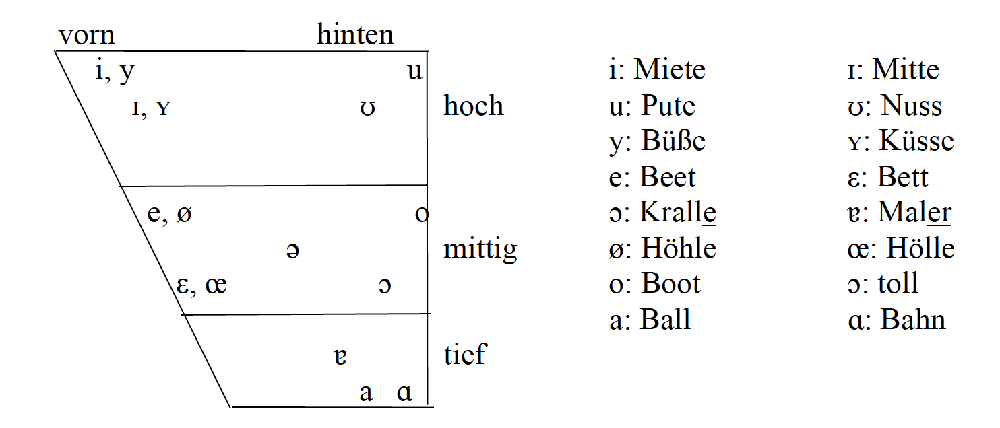 vorn hinten
i, y u
ɪ, ʏ ʊ hoch
e, ø o
ə mittig
ɛ, œ ɔ
ɐ tief
a ɑ
i: Miete ɪ: Mitte
u: Pute ʊ: Nuss
y: Büße ʏ: Küsse
e: Beet ɛ: Bett
ə: Kralle ɐ: Maler
ø: Höhle œ: Hölle
o: Boot ɔ: toll
a: Ball ɑ: Bahn